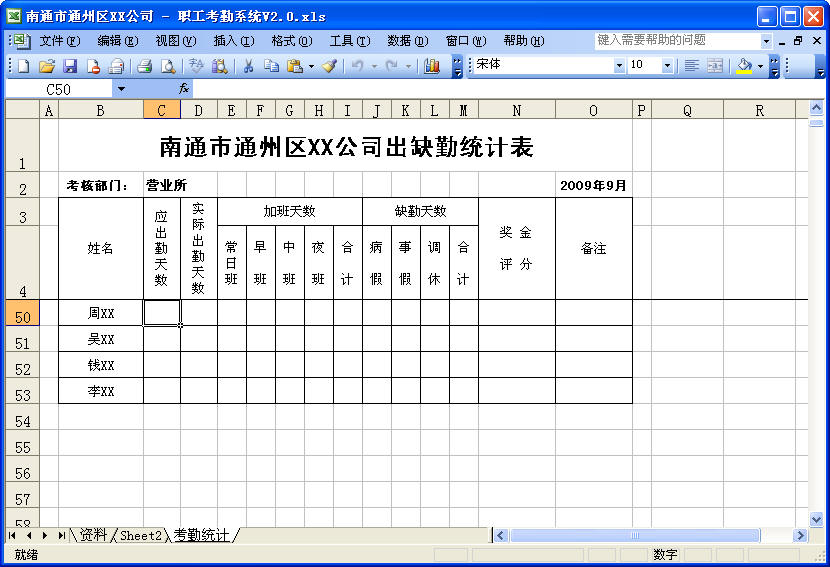 南通市通州区XX公司 - 职工考勤系统V2.0.xls
文件(F) 编辑(E) 视图(V) 插入(I) 格式(O) 工具(T) 数据(D) 窗口(W) 帮助(H) 键入需要帮助的问题
宋体 10
C50 fx
A B C D E F G H I J K L M N O P Q R
1 南通市通州区XX公司出缺勤统计表
2 考核部门: 营业所 2009年9月
3 姓名 应出勤天数 实际出勤天数 加班天数 缺勤天数 奖金评分 备注
4 常日班 早班 中班 夜班 合计 病假 事假 调休 合计
50 周XX
51 吴XX
52 钱XX
53 李XX
54
55
56
57
58
资料 Sheet2 考勤统计
就绪 数字